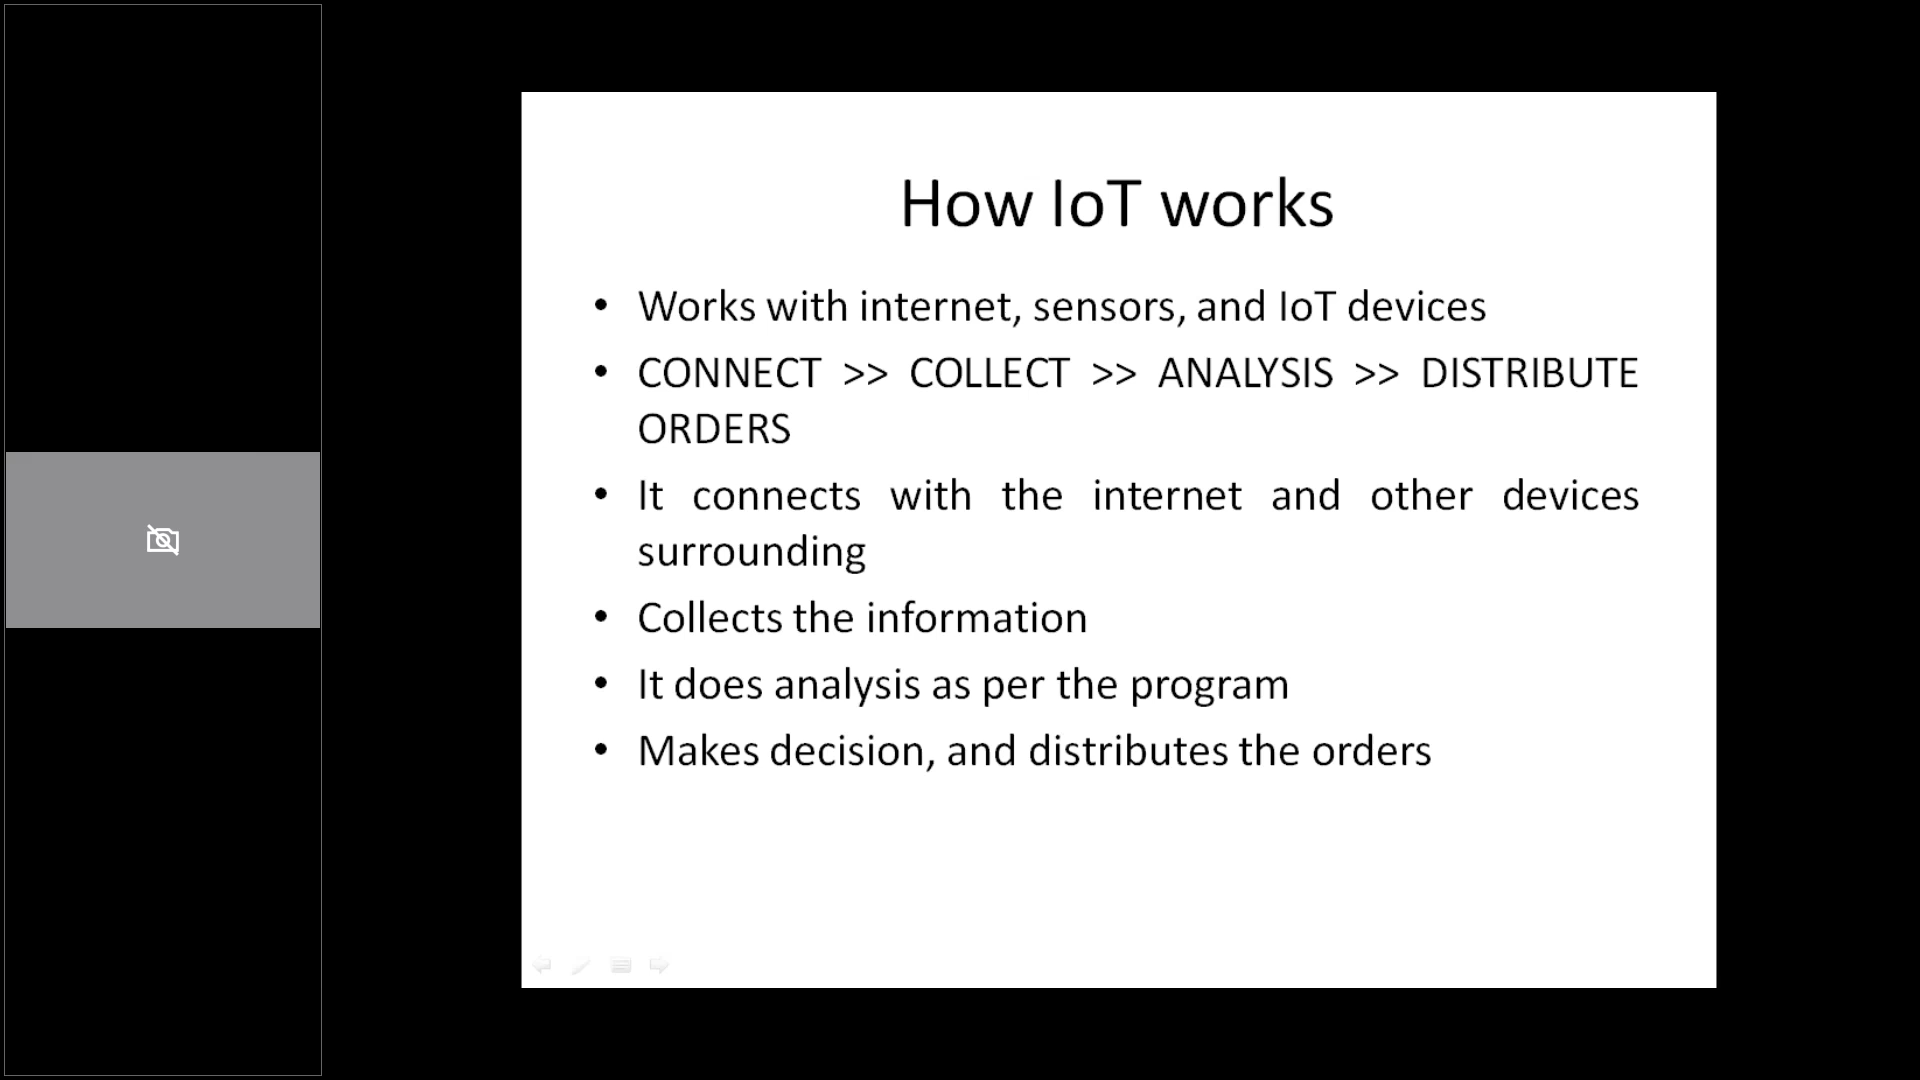 How IoT works
• Works with internet, sensors, and IoT devices
• CONNECT >> COLLECT >> ANALYSIS >> DISTRIBUTE
ORDERS
• It connects with the internet and other devices
surrounding
• Collects the information
• It does analysis as per the program
• Makes decision, and distributes the orders